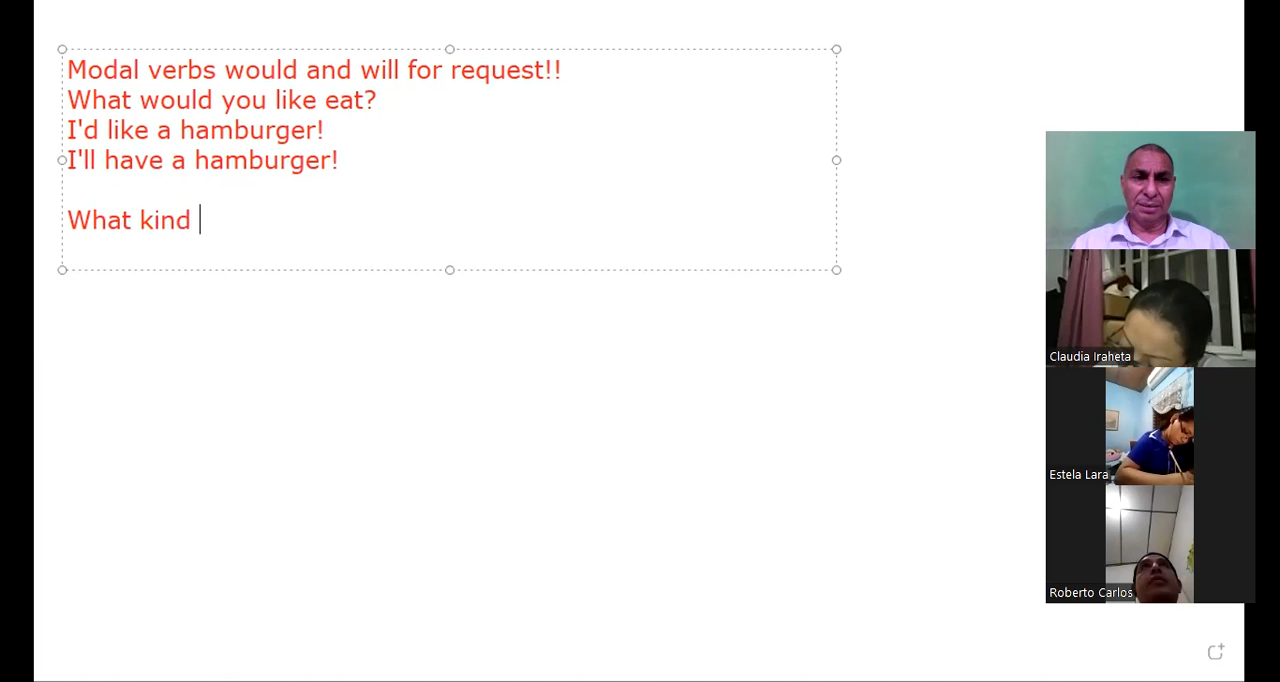 Modal verbs would and will for request!!
What would you like eat?
I'd like a hamburger!
I'll have a hamburger!
What kind
Claudia Iraheta
Estela Lara
Roberto Carlos